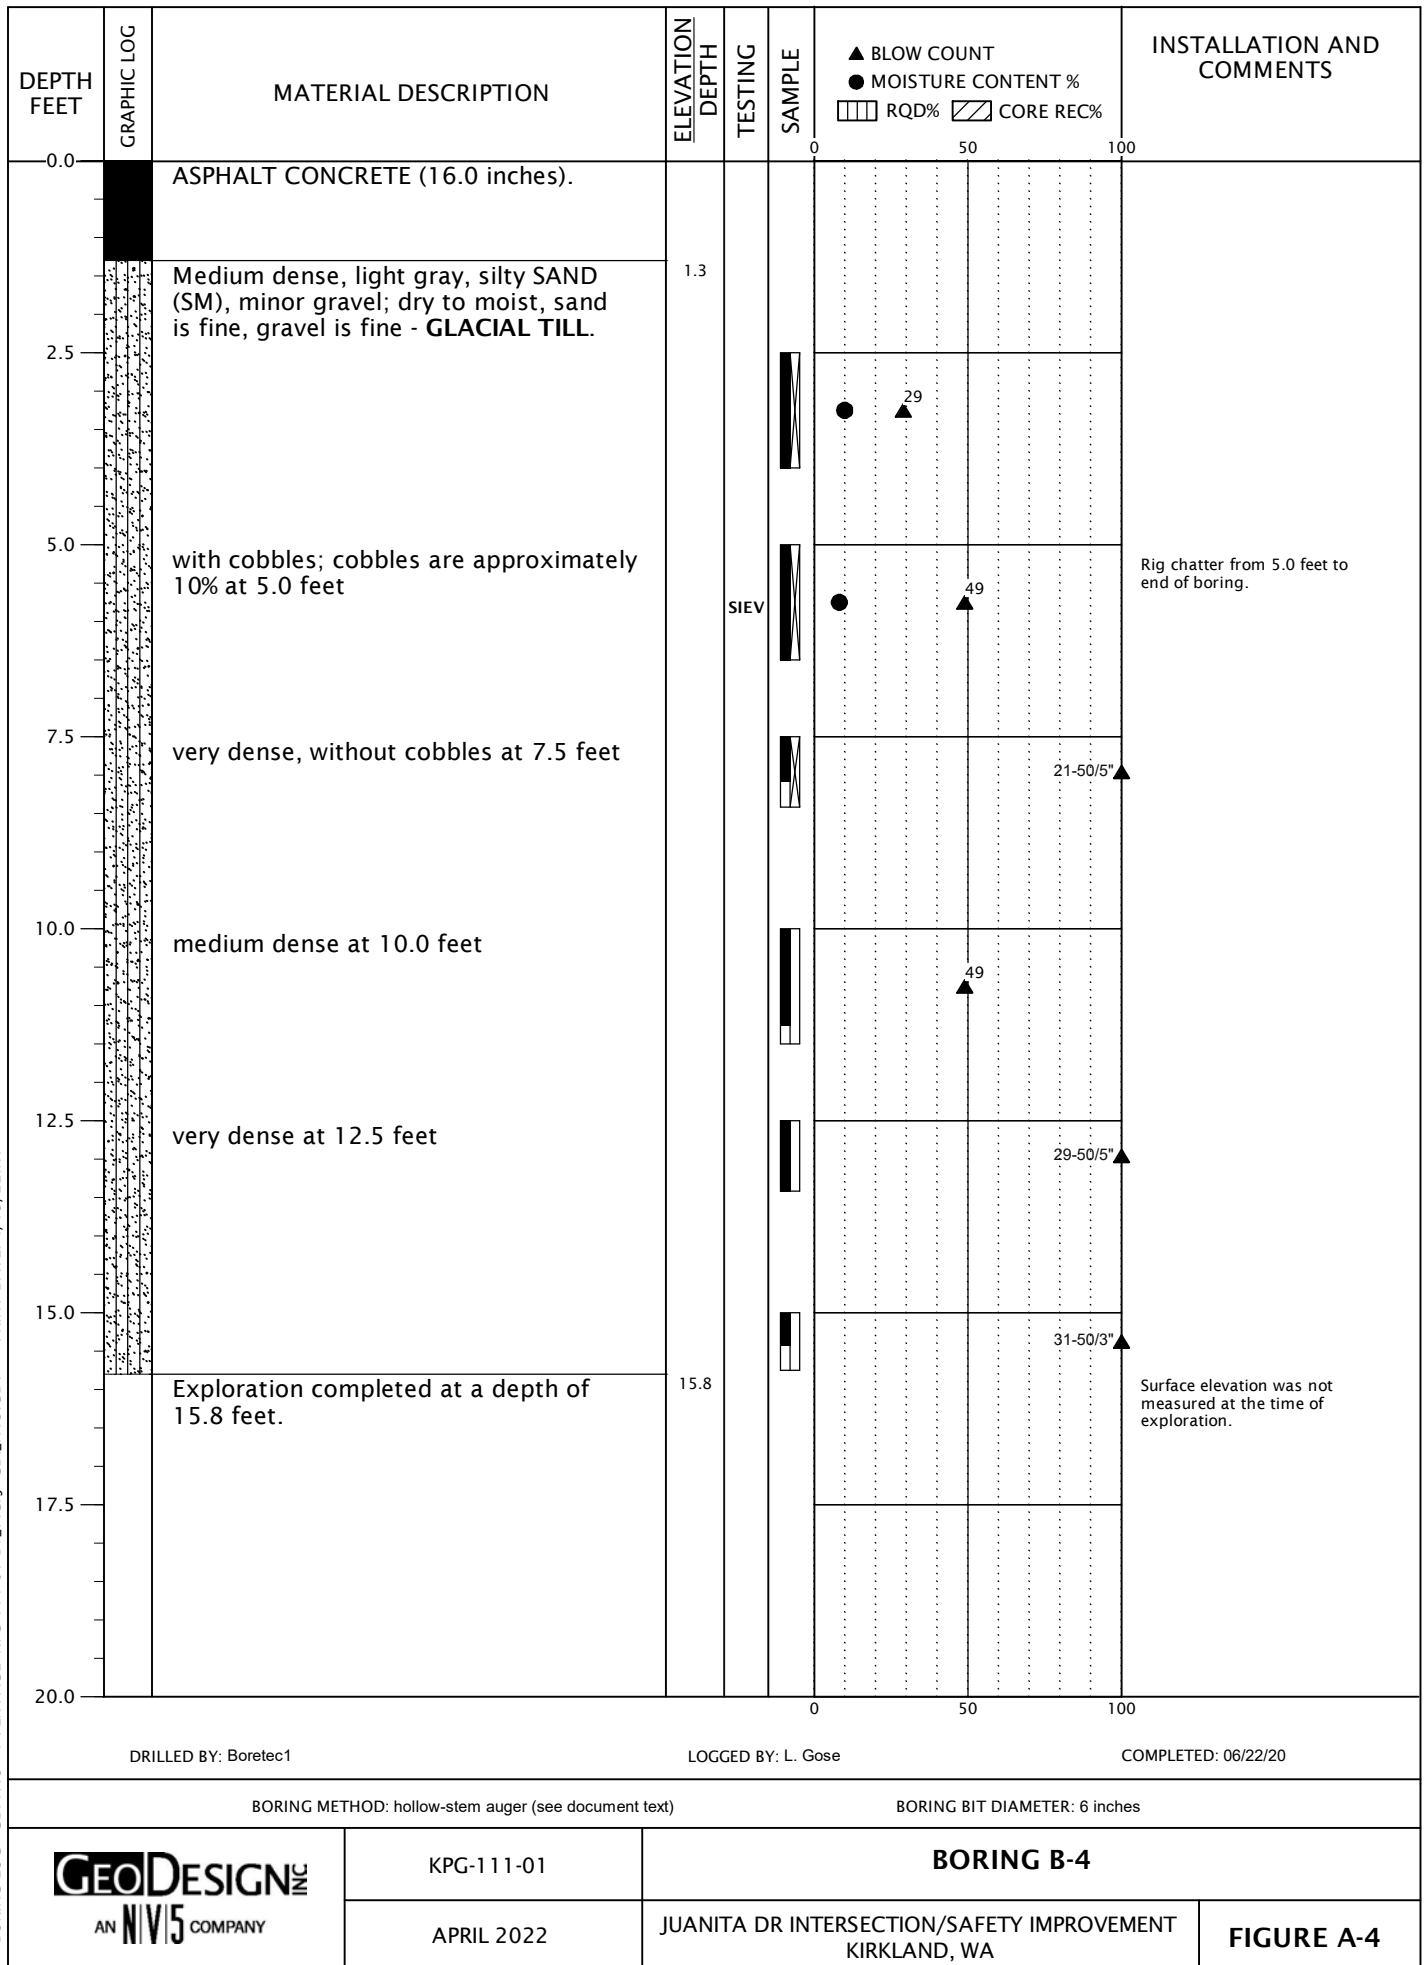 DEPTH
FEET
GRAPHIC LOG
MATERIAL DESCRIPTION
ELEVATION
DEPTH
TESTING
SAMPLE
▲ BLOW COUNT
● MOISTURE CONTENT %
RQD% CORE REC%
INSTALLATION AND
COMMENTS
0 50 100
0.0
ASPHALT CONCRETE (16.0 inches).
1.3
Medium dense, light gray, silty SAND
(SM), minor gravel; dry to moist, sand
is fine, gravel is fine - GLACIAL TILL.
2.5
29
5.0
with cobbles; cobbles are approximately
10% at 5.0 feet
SIEV
49
Rig chatter from 5.0 feet to
end of boring.
7.5
very dense, without cobbles at 7.5 feet
21-50/5"
10.0
medium dense at 10.0 feet
49
12.5
very dense at 12.5 feet
29-50/5"
15.0
31-50/3"
Exploration completed at a depth of
15.8 feet.
15.8
Surface elevation was not
measured at the time of
exploration.
17.5
20.0
0 50 100
DRILLED BY: Boretec1
LOGGED BY: L. Gose
COMPLETED: 06/22/20
BORING METHOD: hollow-stem auger (see document text)
BORING BIT DIAMETER: 6 inches
GEODESIGN INC
AN N|V|5 COMPANY
KPG-111-01
APRIL 2022
BORING B-4
JUANITA DR INTERSECTION/SAFETY IMPROVEMENT
KIRKLAND, WA
FIGURE A-4